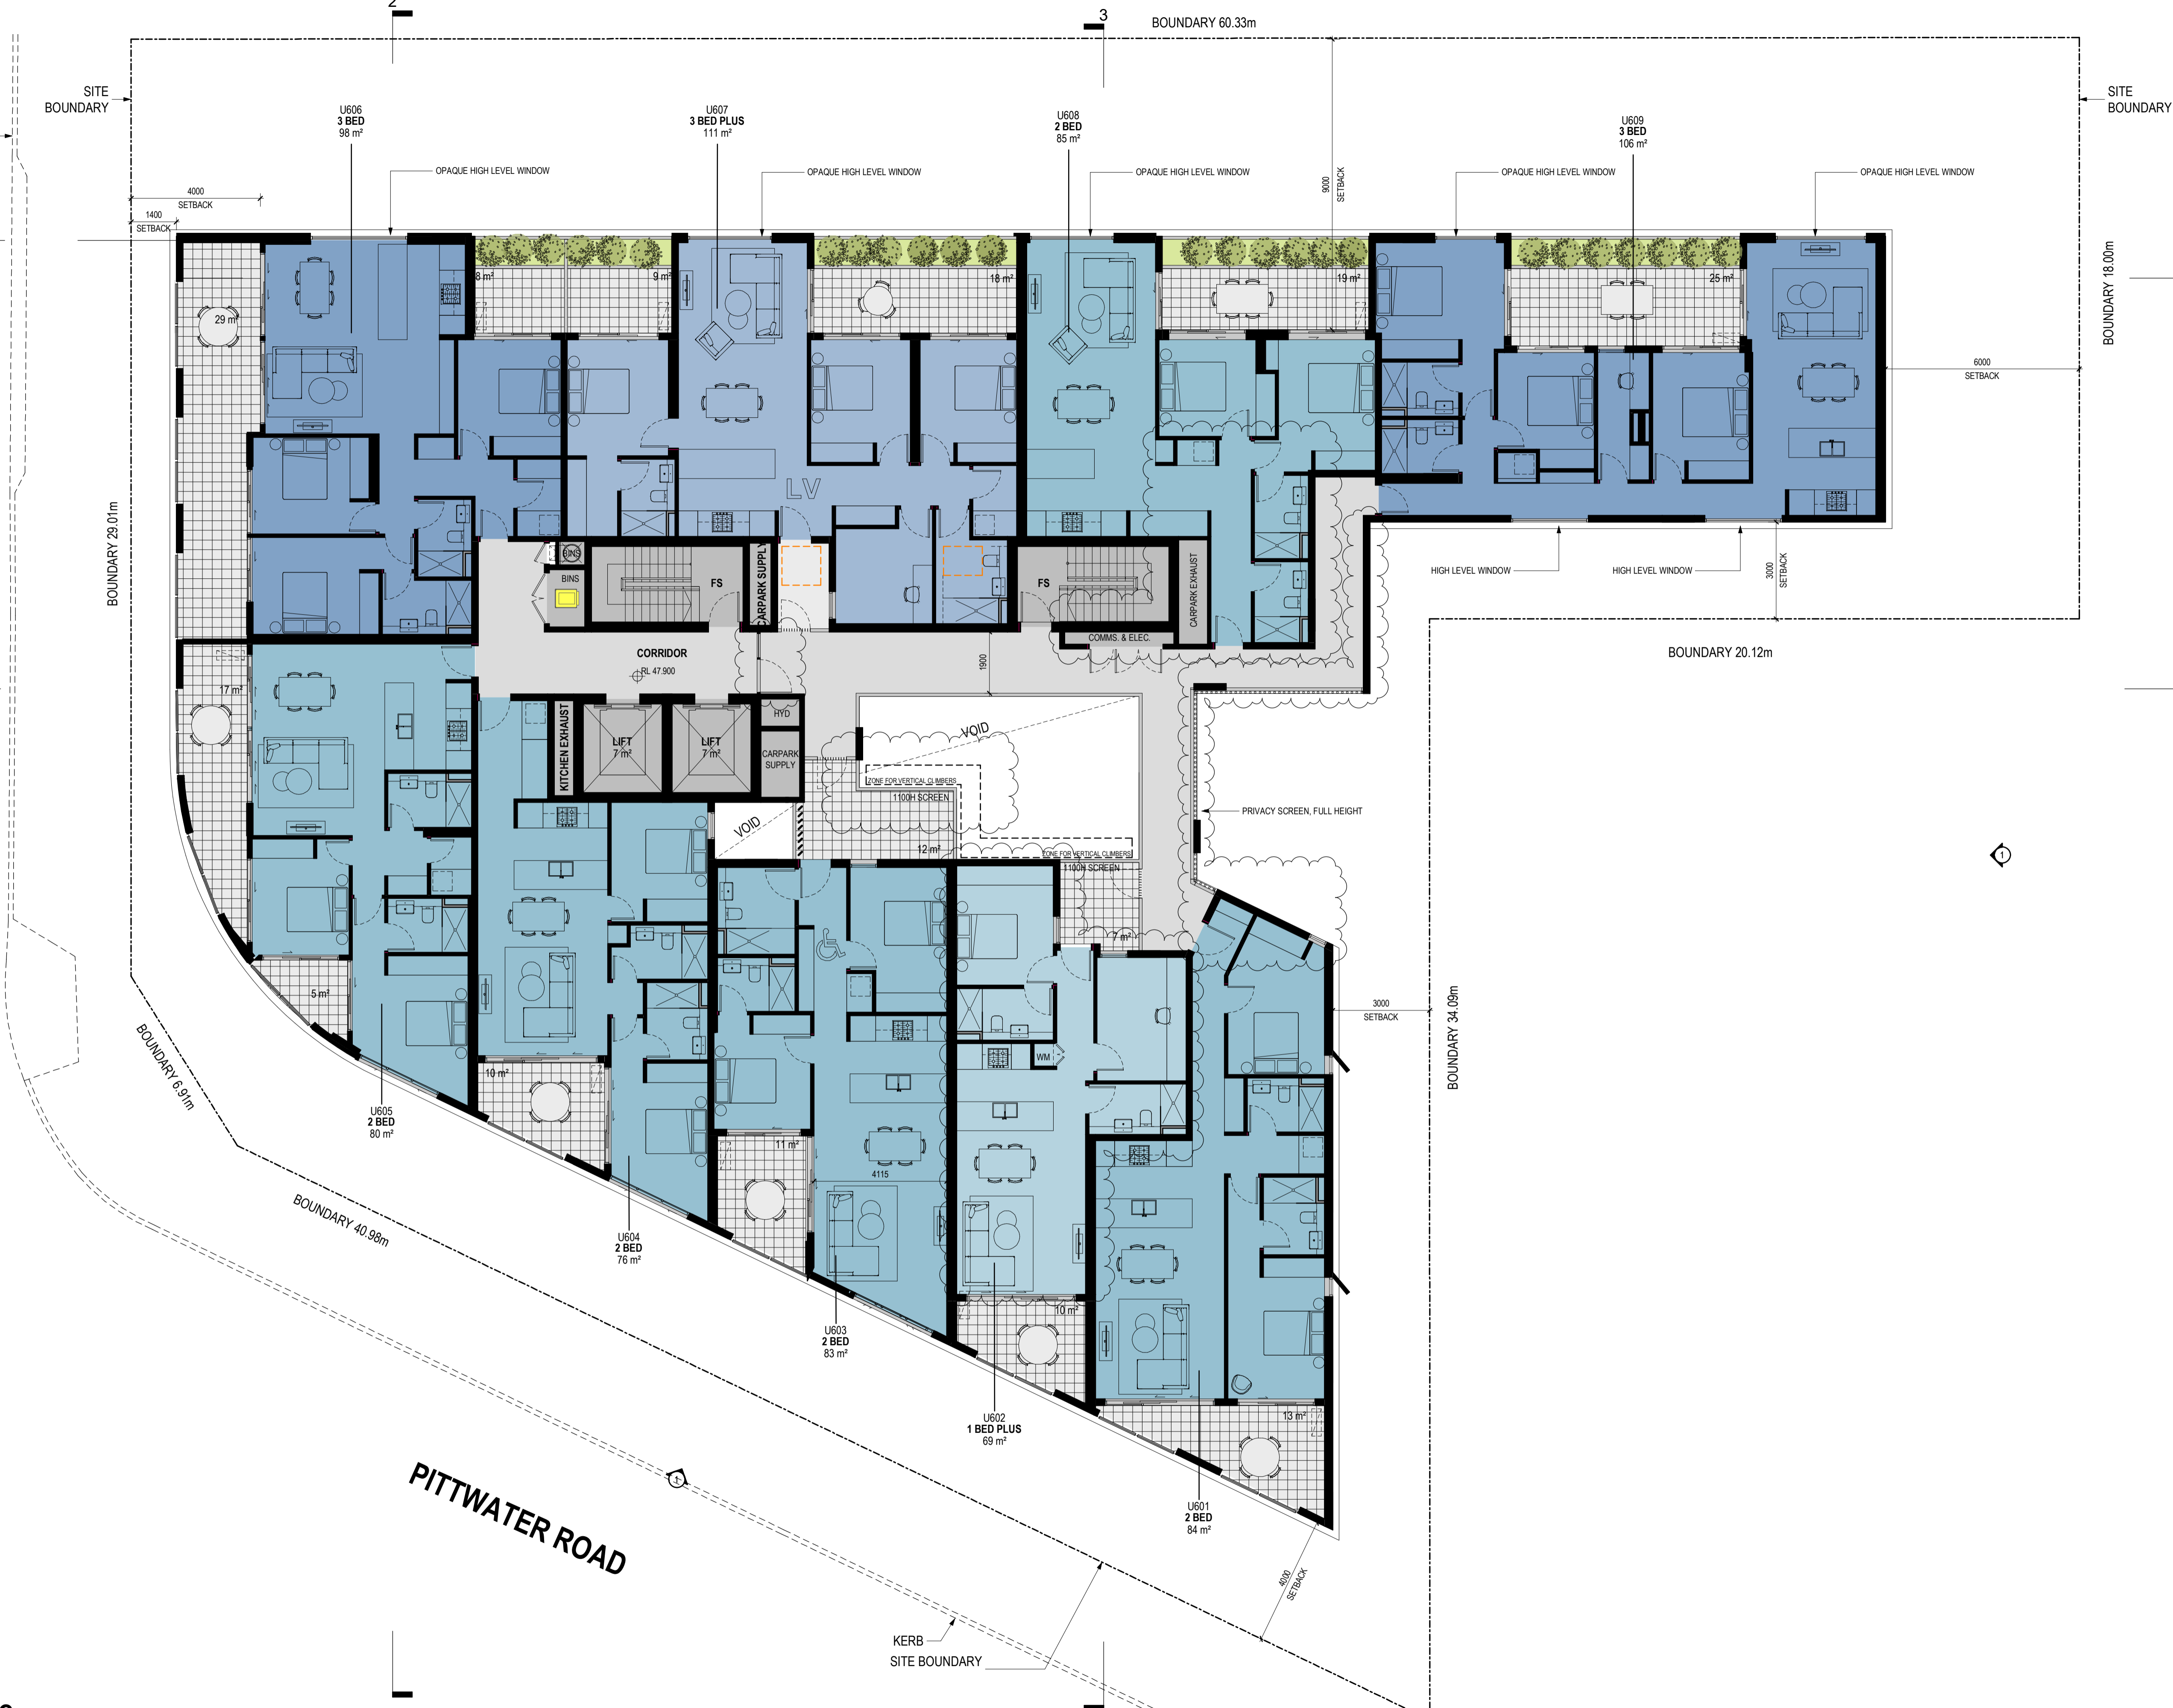 2
3
BOUNDARY 60.33m
SITE
BOUNDARY
SITE
BOUNDARY
U606
3 BED
98 m²
U607
3 BED PLUS
111 m²
U608
2 BED
85 m²
U609
3 BED
106 m²
OPAQUE HIGH LEVEL WINDOW
OPAQUE HIGH LEVEL WINDOW
OPAQUE HIGH LEVEL WINDOW
OPAQUE HIGH LEVEL WINDOW
OPAQUE HIGH LEVEL WINDOW
4000
SETBACK
1400
SETBACK
9000
SETBACK
BOUNDARY 18.00m
8 m²
9 m²
18 m²
19 m²
25 m²
29 m²
6000
SETBACK
LV
BOUNDARY 29.01m
BINS
BINS
FS
CARPARK SUPPLY
FS
CARPARK EXHAUST
HIGH LEVEL WINDOW
HIGH LEVEL WINDOW
3000
SETBACK
COMMS. & ELEC.
CORRIDOR
RL 47.900
1900
BOUNDARY 20.12m
17 m²
KITCHEN EXHAUST
LIFT
7 m²
LIFT
7 m²
HYD
CARPARK
SUPPLY
VOID
ZONE FOR VERTICAL CLIMBERS
1100H SCREEN
PRIVACY SCREEN, FULL HEIGHT
VOID
12 m²
ZONE FOR VERTICAL CLIMBERS
1100H SCREEN
1
7 m²
5 m²
3000
SETBACK
BOUNDARY 34.09m
WM
BOUNDARY 6.91m
10 m²
U605
2 BED
80 m²
11 m²
4115
BOUNDARY 40.98m
U604
2 BED
76 m²
10 m²
U603
2 BED
83 m²
13 m²
U602
1 BED PLUS
69 m²
PITTWATER ROAD
1
U601
2 BED
84 m²
4000
SETBACK
KERB
SITE BOUNDARY